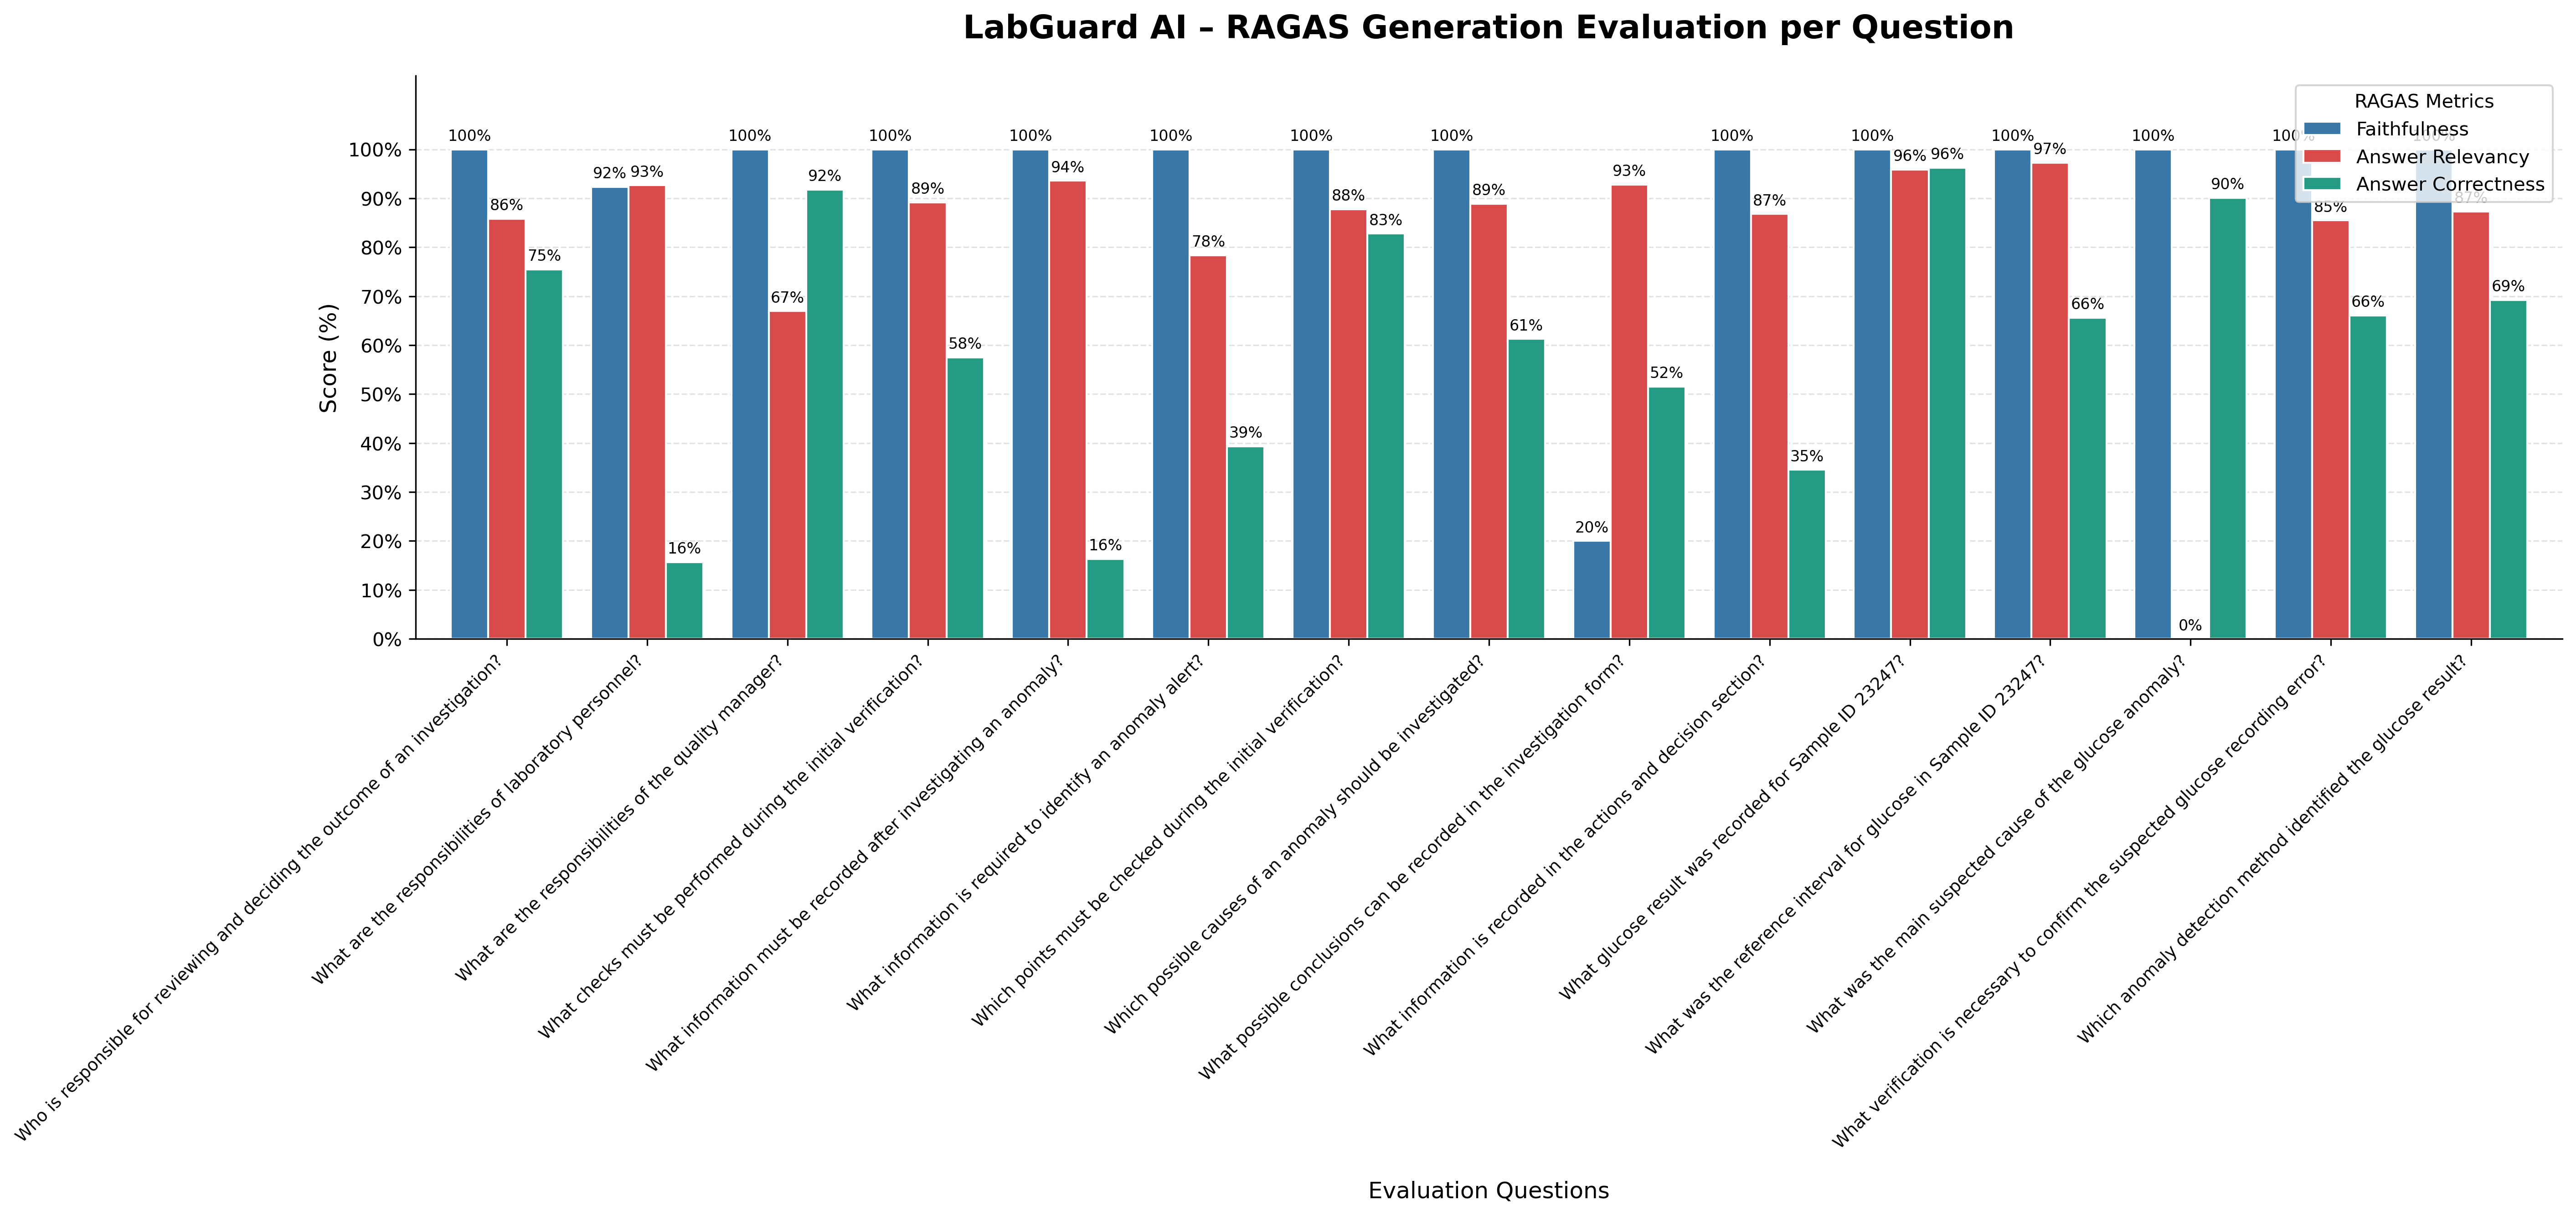 LabGuard AI – RAGAS Generation Evaluation per Question
RAGAS Metrics
Faithfulness
Answer Relevancy
Answer Correctness
Score (%)
100%
90%
80%
70%
60%
50%
40%
30%
20%
10%
0%
100%
86%
75%
92%
93%
16%
100%
67%
92%
100%
89%
58%
100%
94%
16%
100%
78%
39%
100%
88%
83%
100%
89%
61%
20%
93%
52%
100%
87%
35%
100%
96%
96%
100%
97%
66%
100%
0%
90%
100%
85%
66%
100%
87%
69%
Who is responsible for reviewing and deciding the outcome of an investigation?
What are the responsibilities of laboratory personnel?
What are the responsibilities of the quality manager?
What checks must be performed during the initial verification?
What information must be recorded after investigating an anomaly?
What information is required to identify an anomaly alert?
Which points must be checked during the initial verification?
Which possible causes of an anomaly should be investigated?
What possible conclusions can be recorded in the investigation form?
What information is recorded in the actions and decision section?
What glucose result was recorded for Sample ID 23247?
What was the reference interval for glucose in Sample ID 23247?
What was the main suspected cause of the glucose anomaly?
What verification is necessary to confirm the suspected glucose recording error?
Which anomaly detection method identified the glucose result?
Evaluation Questions